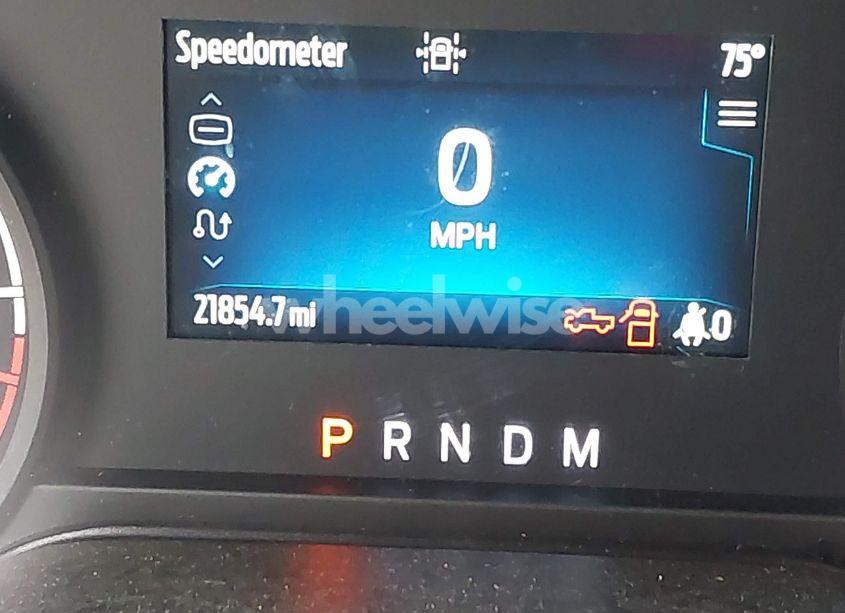 Speedometer 75°
0
MPH
21854.7 mi 0
wheelwise
P R N D M